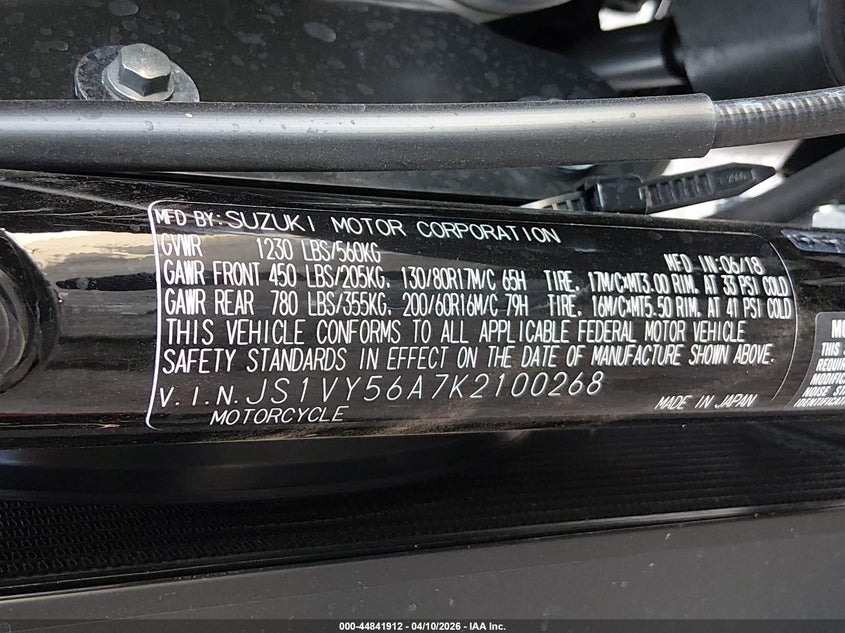 MFD BY: SUZUKI MOTOR CORPORATION
GVWR 1230 LBS/560KG MFD IN: 06/18
GAWR FRONT 450 LBS/205KG. 130/80R17M/C 65H TIRE. 17M/C×MT3.00 RIM. AT 33 PSI COLD
GAWR REAR 780 LBS/355KG. 200/60R16M/C 79H TIRE. 16M/C×MT5.50 RIM. AT 41 PSI COLD
THIS VEHICLE CONFORMS TO ALL APPLICABLE FEDERAL MOTOR VEHICLE
SAFETY STANDARDS IN EFFECT ON THE DATE OF MANUFACTURE SHOWN ABOVE.
V.I.N. JS1VY56A7K2100268 MADE IN JAPAN
MOTORCYCLE
THIS
REQUIRE
NOISE
000-44841912 - 04/10/2026 - IAA Inc.